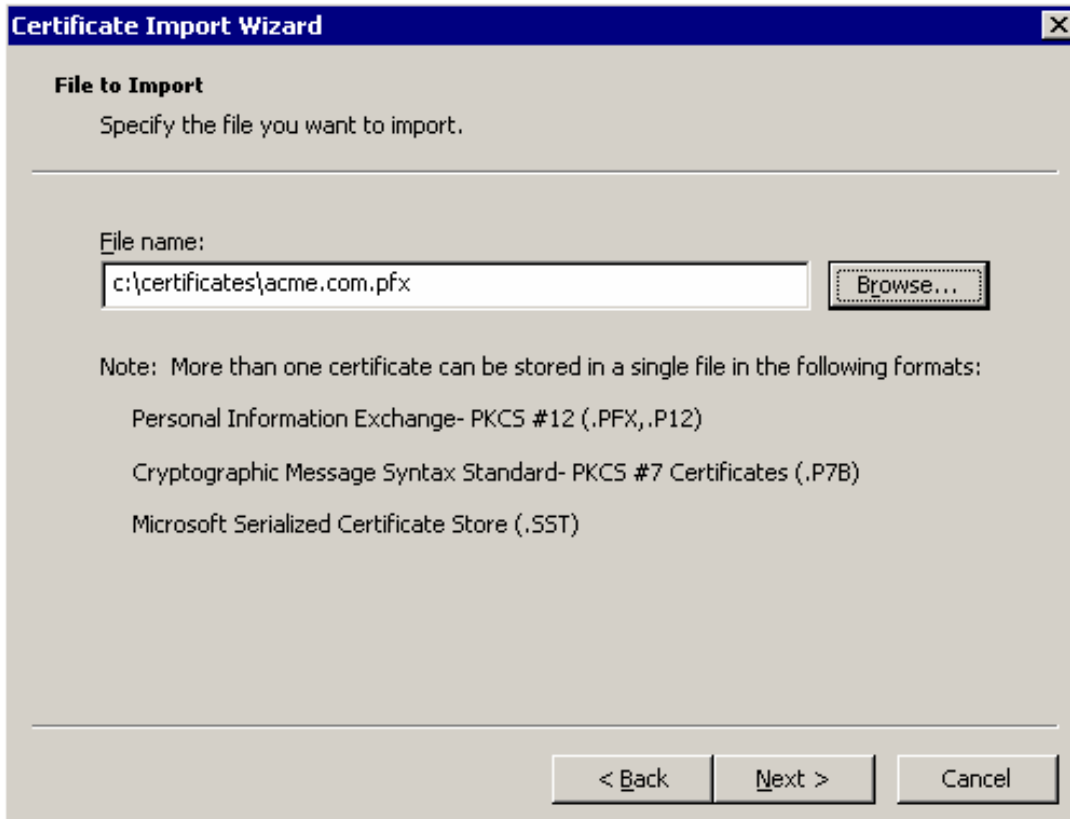 Certificate Import Wizard
File to Import
Specify the file you want to import.
File name:
c:\certificates\acme.com.pfx
Browse...
Note:  More than one certificate can be stored in a single file in the following formats:
Personal Information Exchange- PKCS #12 (.PFX,.P12)
Cryptographic Message Syntax Standard- PKCS #7 Certificates (.P7B)
Microsoft Serialized Certificate Store (.SST)
< Back
Next >
Cancel